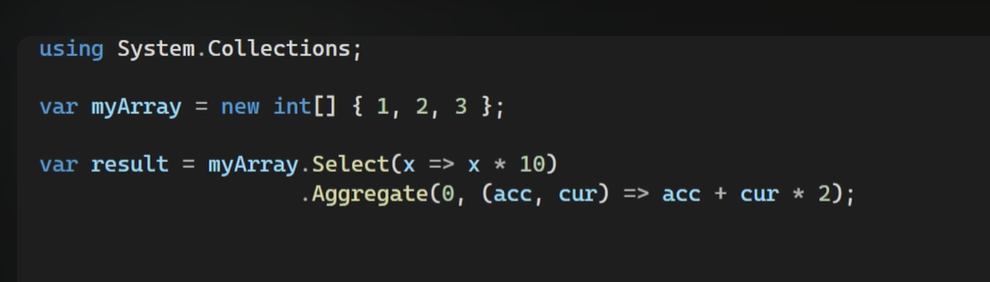 using System.Collections;
var myArray = new int[] { 1, 2, 3 };
var result = myArray.Select(x => x * 10)
.Aggregate(0, (acc, cur) => acc + cur * 2);